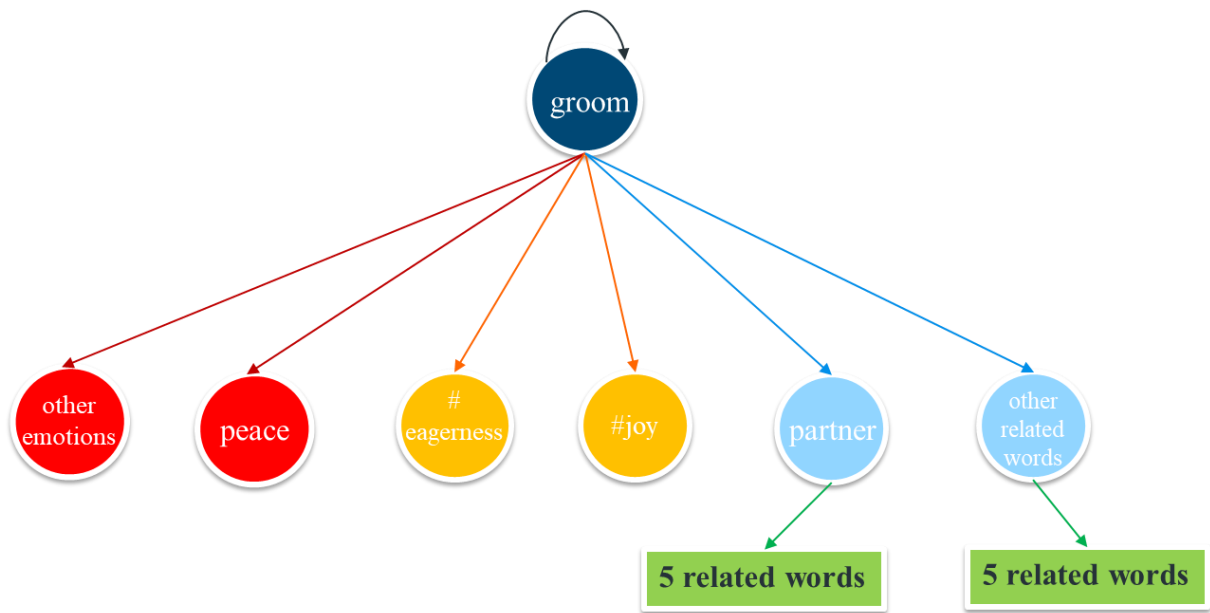 groom
other
emotions
peace
#
eagerness
#joy
partner
other
related
words
5 related words
5 related words